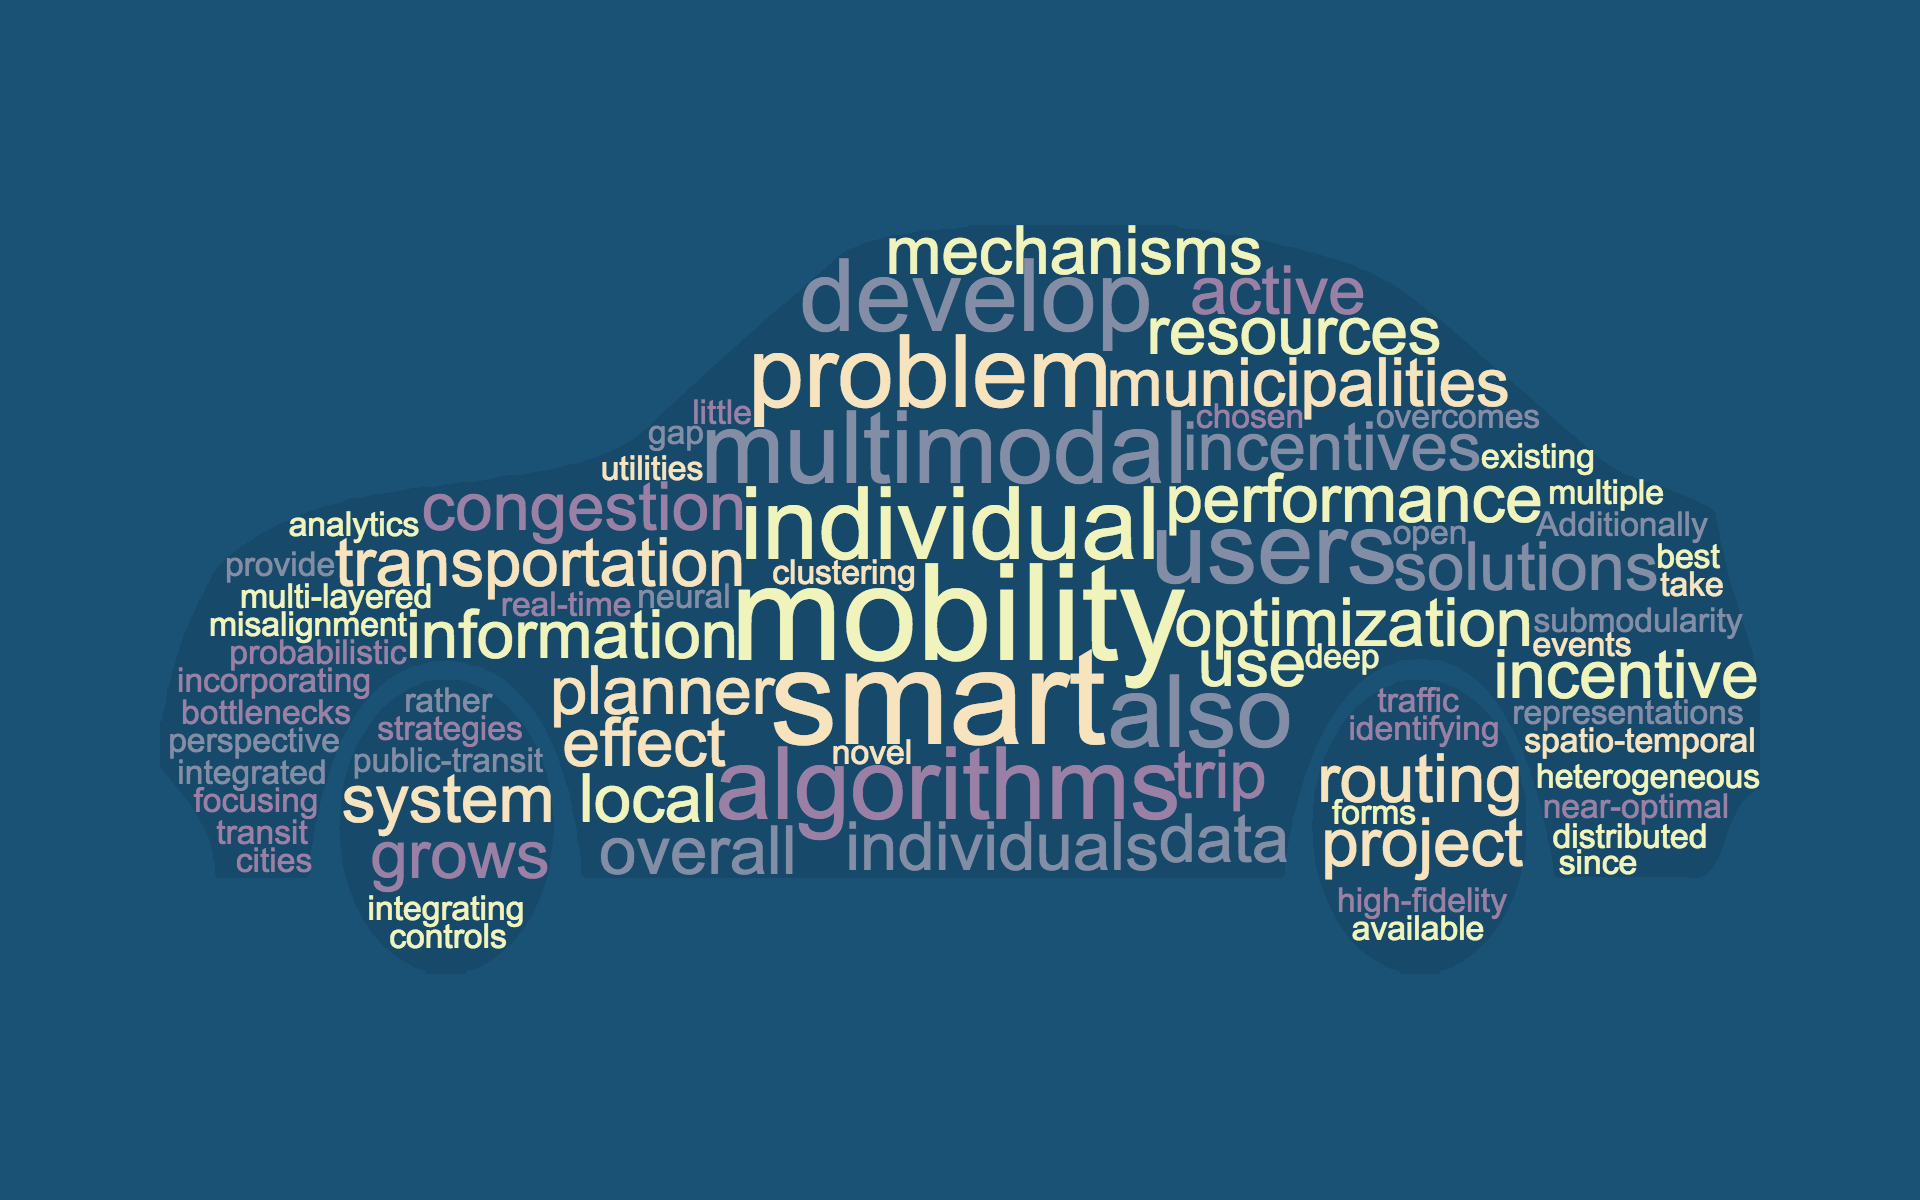 mechanisms
develop
active
resources
problem
municipalities
little
chosen
overcomes
gap
multimodal
incentives
existing
utilities
congestion
individual
performance
multiple
analytics
users
open
Additionally
provide
transportation
clustering
solutions
best
take
multi-layered
real-time
neural
mobility
optimization
submodularity
misalignment
information
events
probabilistic
use
deep
incorporating
planner
smart
also
incentive
rather
traffic
bottlenecks
strategies
identifying
representations
perspective
effect
novel
spatio-temporal
public-transit
integrated
algorithms
trip
routing
heterogeneous
focusing
system
local
forms
near-optimal
transit
distributed
cities
grows
overall
individuals
data
project
since
integrating
high-fidelity
controls
available